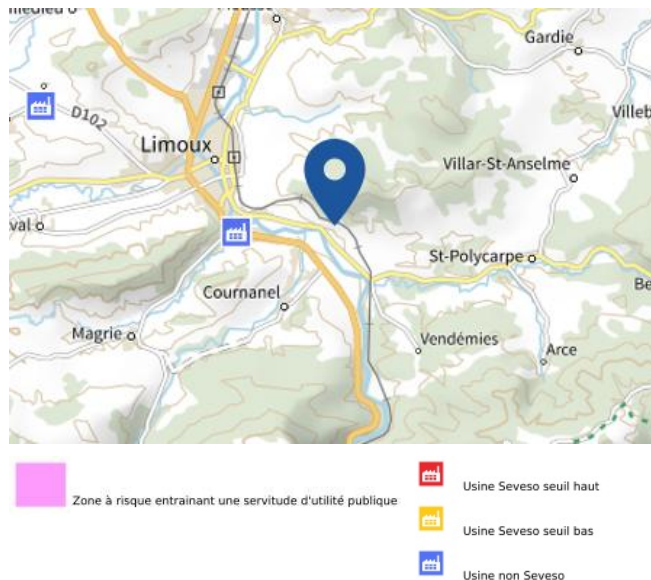 Gardie
D102
Villeb
Limoux
Villar-St-Anselme
val
St-Polycarpe
Be
Cournanel
Magrie
Vendémies
Arce
Zone à risque entrainant une servitude d'utilité publique
Usine Seveso seuil haut
Usine Seveso seuil bas
Usine non Seveso